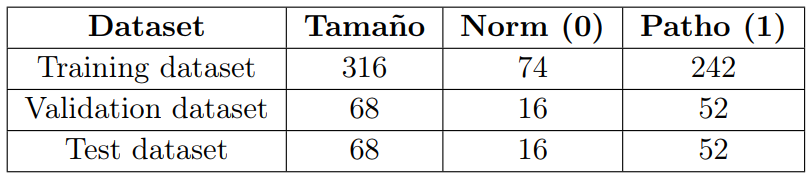 Dataset Tamaño Norm (0) Patho (1)
Training dataset 316 74 242
Validation dataset 68 16 52
Test dataset 68 16 52